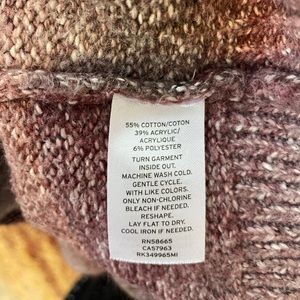 55% COTTON/COTON
39% ACRYLIC/
ACRYLIQUE
6% POLYESTER
TURN GARMENT
INSIDE OUT.
MACHINE WASH COLD.
GENTLE CYCLE.
WITH LIKE COLORS.
ONLY NON-CHLORINE
BLEACH IF NEEDED.
RESHAPE.
LAY FLAT TO DRY.
COOL IRON IF NEEDED.
RN58665
CA57963
RK349965MI